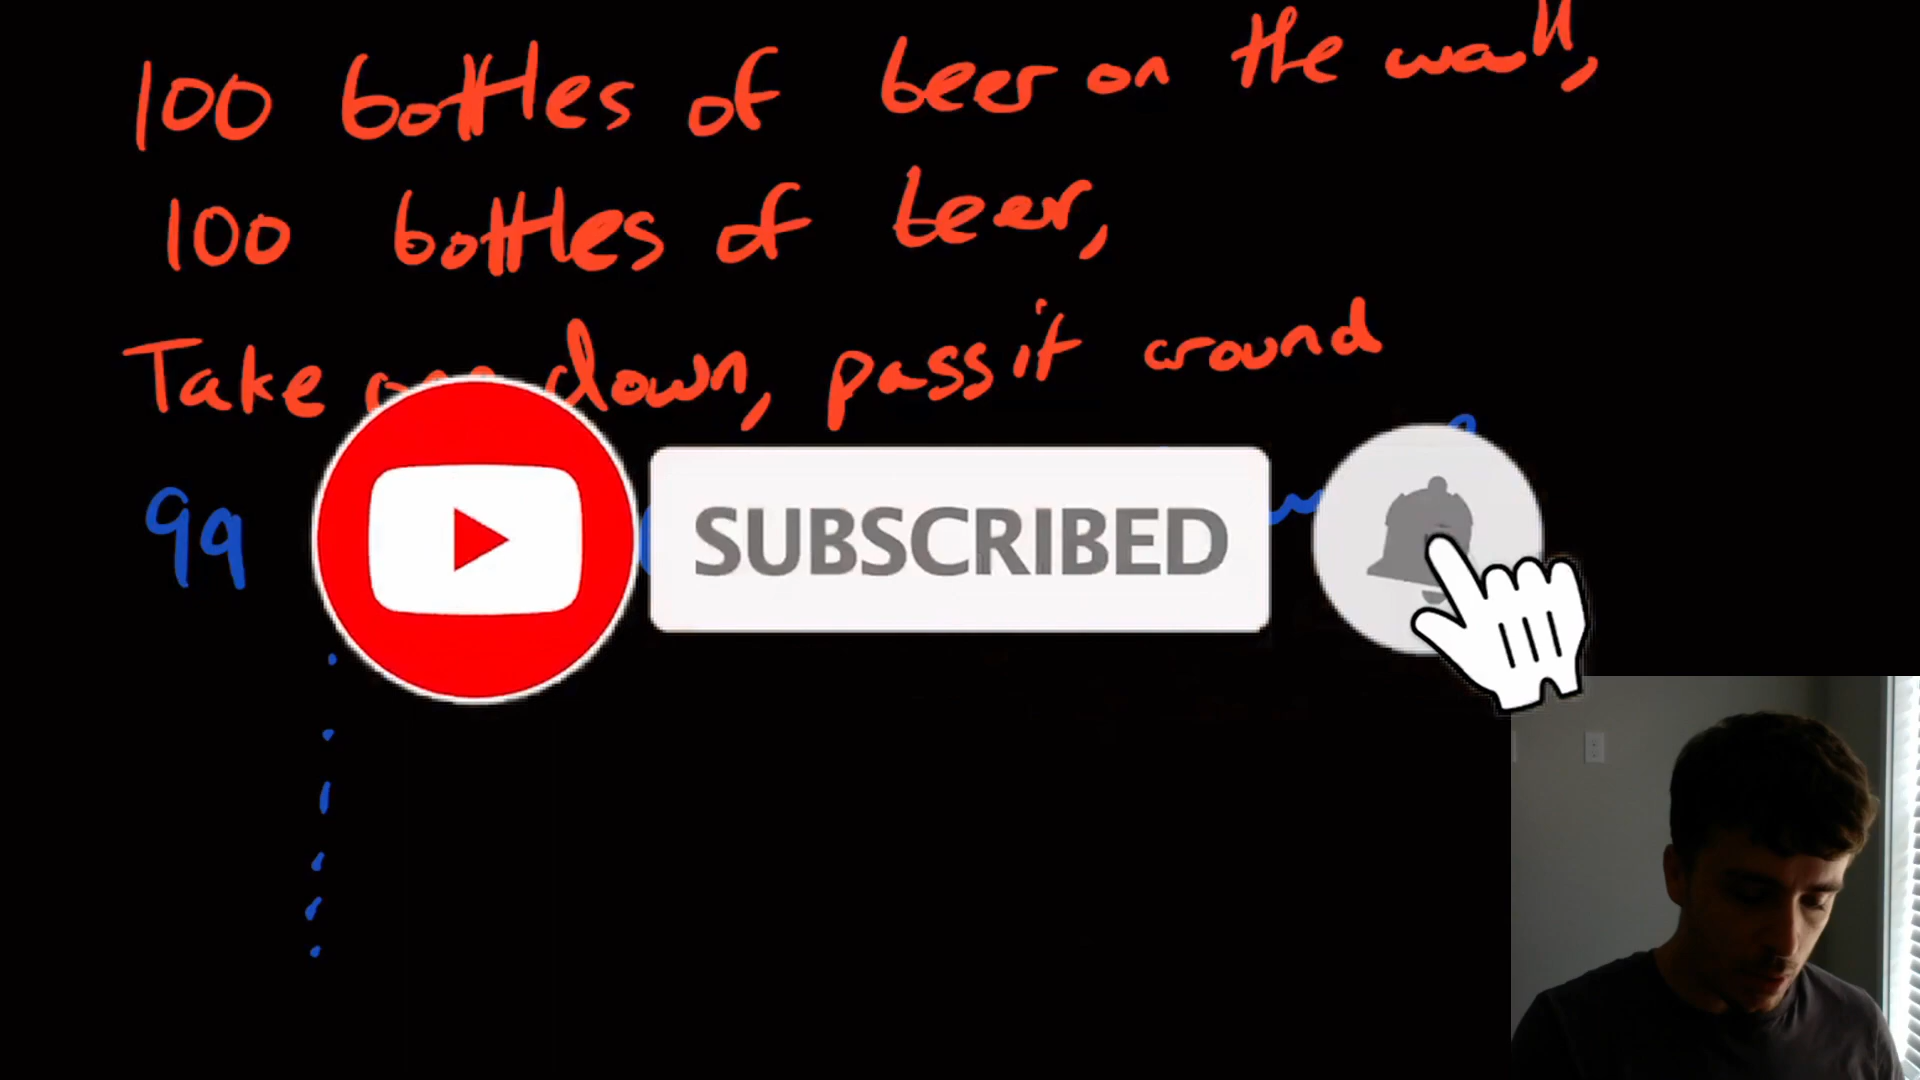 100 bottles of beer on the wall,
100 bottles of beer,
Take down, pass it around
99
SUBSCRIBED